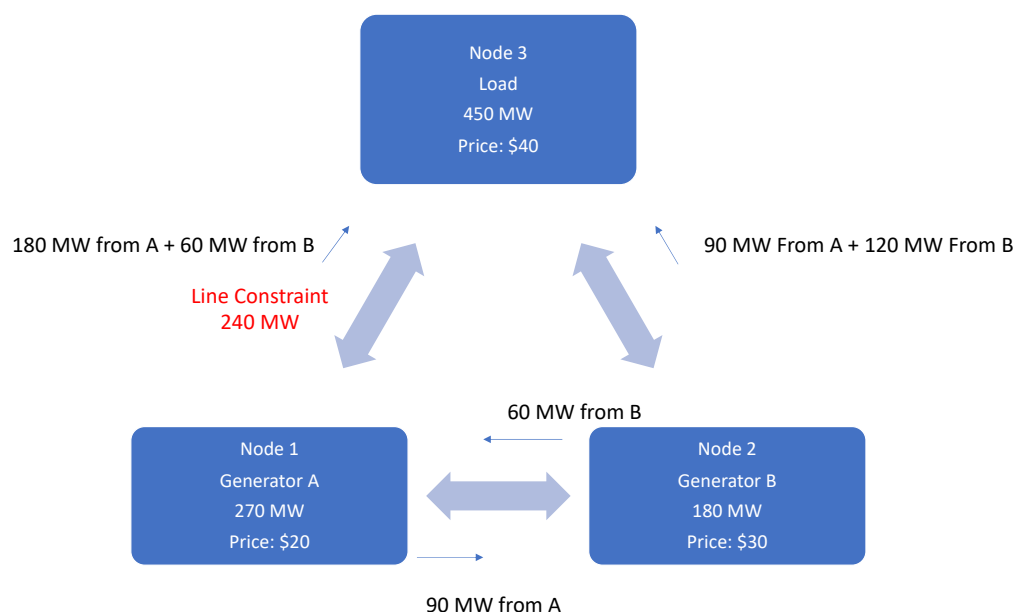 Node 3
Load
450 MW
Price: $40
180 MW from A + 60 MW from B
90 MW From A + 120 MW From B
Line Constraint
240 MW
60 MW from B
Node 1
Generator A
270 MW
Price: $20
Node 2
Generator B
180 MW
Price: $30
90 MW from A